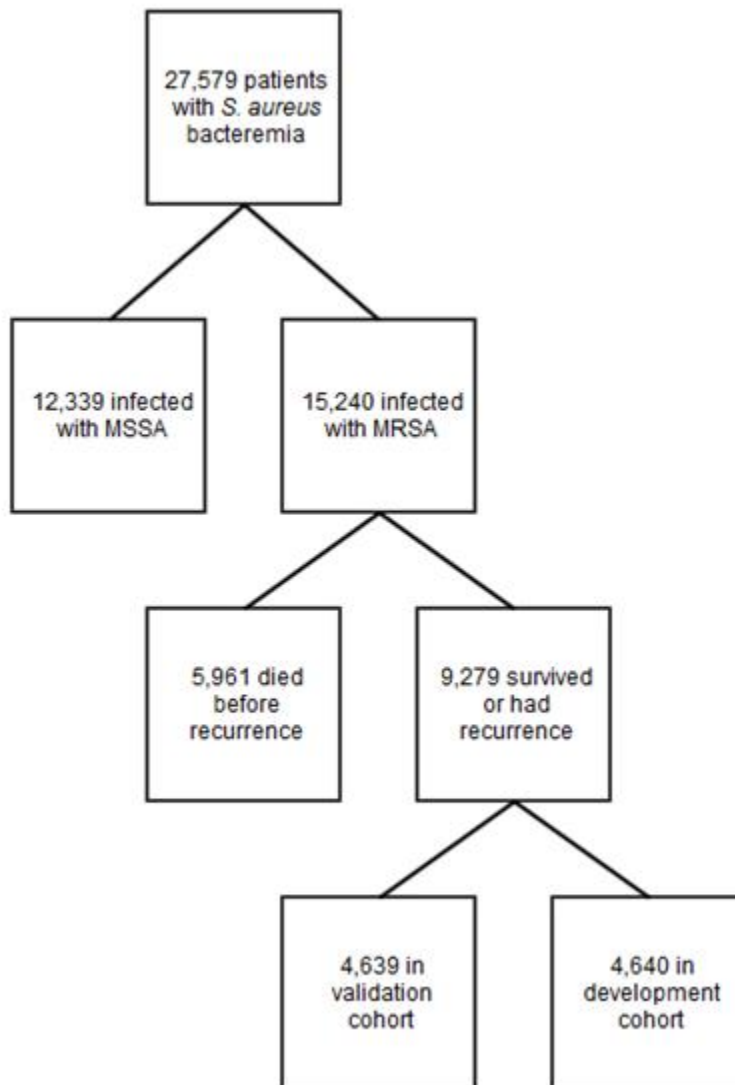 27,579 patients
with S. aureus
bacteremia
12,339 infected
with MSSA
15,240 infected
with MRSA
5,961 died
before
recurrence
9,279 survived
or had
recurrence
4,639 in
validation
cohort
4,640 in
development
cohort